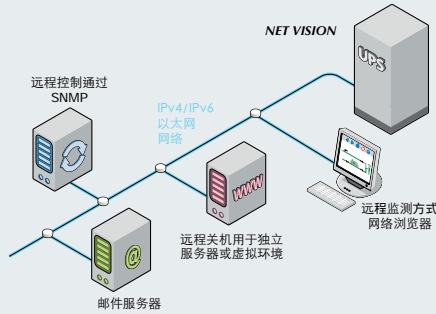 NET VISION
UPS
远程控制通过
SNMP
IPv4/IPv6
以太网
网络
WWW
远程监测方式
网络浏览器
远程关机用于独立
服务器或虚拟环境
@
邮件服务器